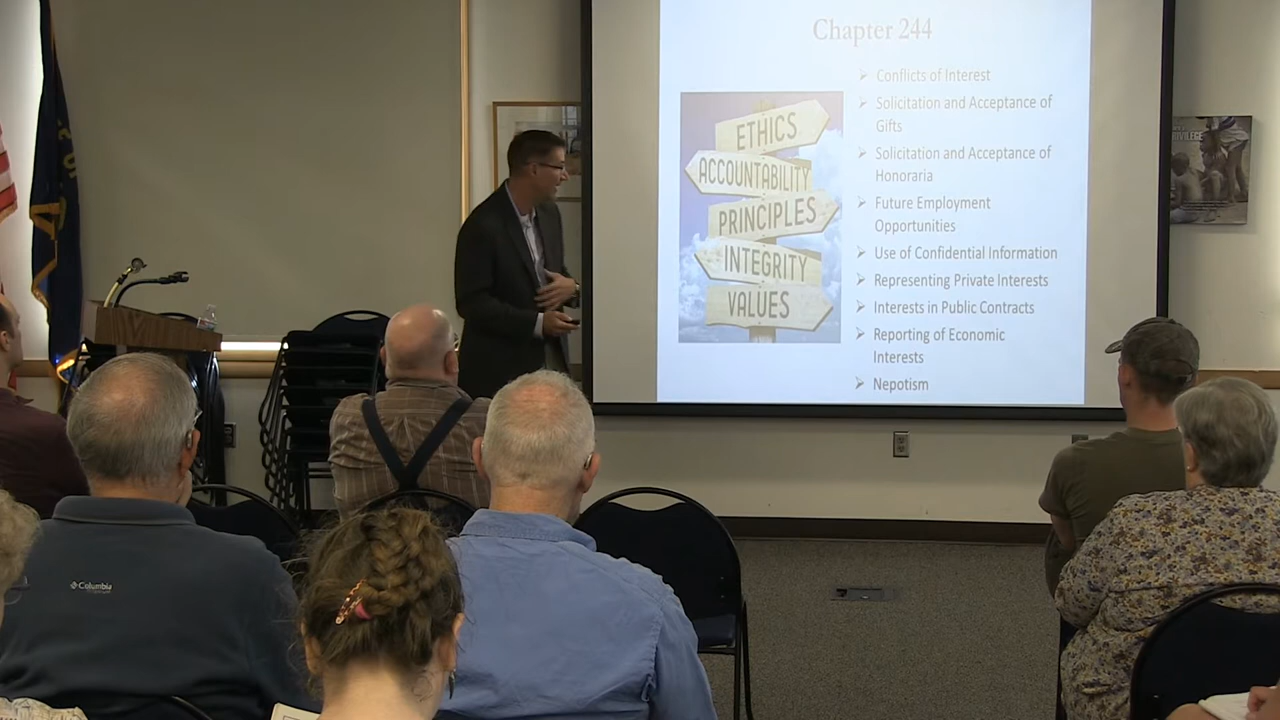 Chapter 244
ETHICS
ACCOUNTABILITY
PRINCIPLES
INTEGRITY
VALUES
➢ Conflicts of Interest
➢ Solicitation and Acceptance of
Gifts
➢ Solicitation and Acceptance of
Honoraria
➢ Future Employment
Opportunities
➢ Use of Confidential Information
➢ Representing Private Interests
➢ Interests in Public Contracts
➢ Reporting of Economic
Interests
➢ Nepotism
PRIVILEGE
Columbia